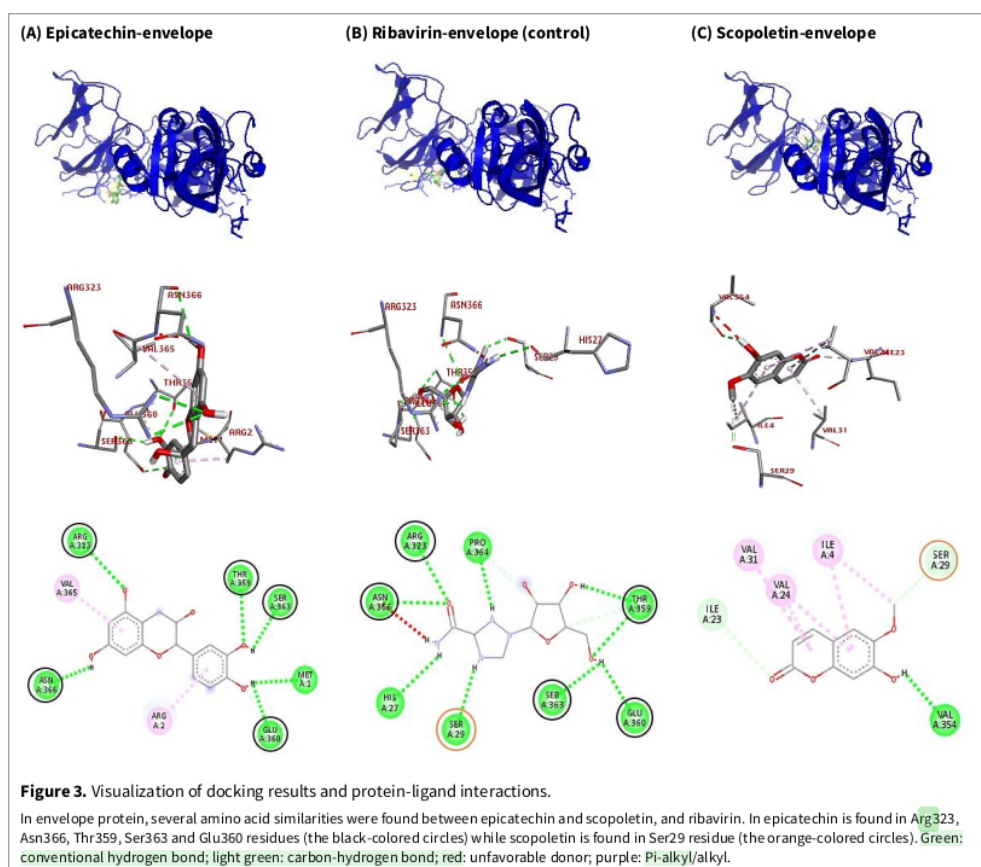 (A) Epicatechin-envelope
(B) Ribavirin-envelope (control)
(C) Scopoletin-envelope
ARG323
ASN366
VAL365
SER363
ARG2
ARG323
ASN366
HIS27
SER29
SER363
ILE4
VAL31
SER29
ARG
A:323
VAL
A:365
THR
A:359
SER
A:363
ASN
A:366
MET
A:1
ARG
A:2
GLU
A:360
H
H
H
ARG
A:323
PRO
A:364
ASN
A:366
THR
A:359
HIS
A:27
SER
A:29
SER
A:363
GLU
A:360
O
O
H
H
O
H
N
H
N
N
N
H
O
O
H
VAL
A:31
ILE
A:4
VAL
A:24
SER
A:29
ILE
A:23
VAL
A:354
O
O
O
O
H
Figure 3. Visualization of docking results and protein-ligand interactions.
In envelope protein, several amino acid similarities were found between epicatechin and scopoletin, and ribavirin. In epicatechin is found in Arg323,
Asn366, Thr359, Ser363 and Glu360 residues (the black-colored circles) while scopoletin is found in Ser29 residue (the orange-colored circles). Green:
conventional hydrogen bond; light green: carbon-hydrogen bond; red: unfavorable donor; purple: Pi-alkyl/alkyl.